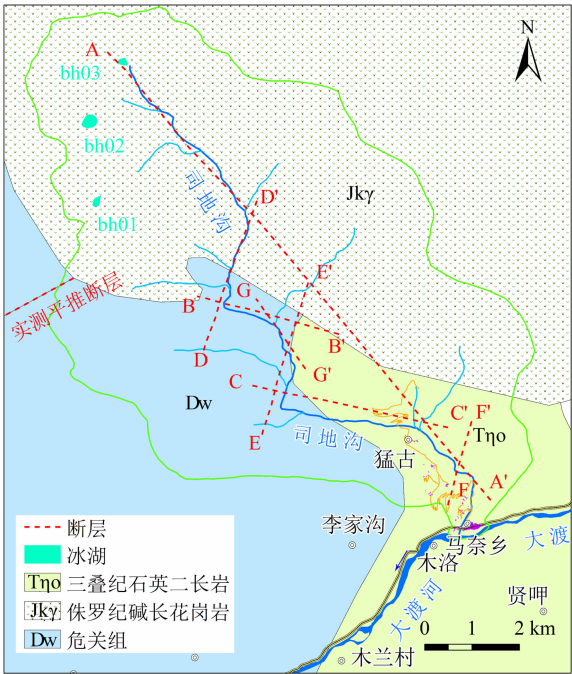 N
A
bh03
bh02
bh01
司地沟
D'
Jkγ
E'
实测平推断层
G
B
B'
D
G'
C
Dw
E
司地沟
C'
F'
Tηo
猛古
F
A'
李家沟
马奈乡
大渡
木洛
大渡河
贤呷
木兰村
0 1 2 km
断层
冰湖
Tηo 三叠纪石英二长岩
Jkγ 侏罗纪碱长花岗岩
Dw 危关组